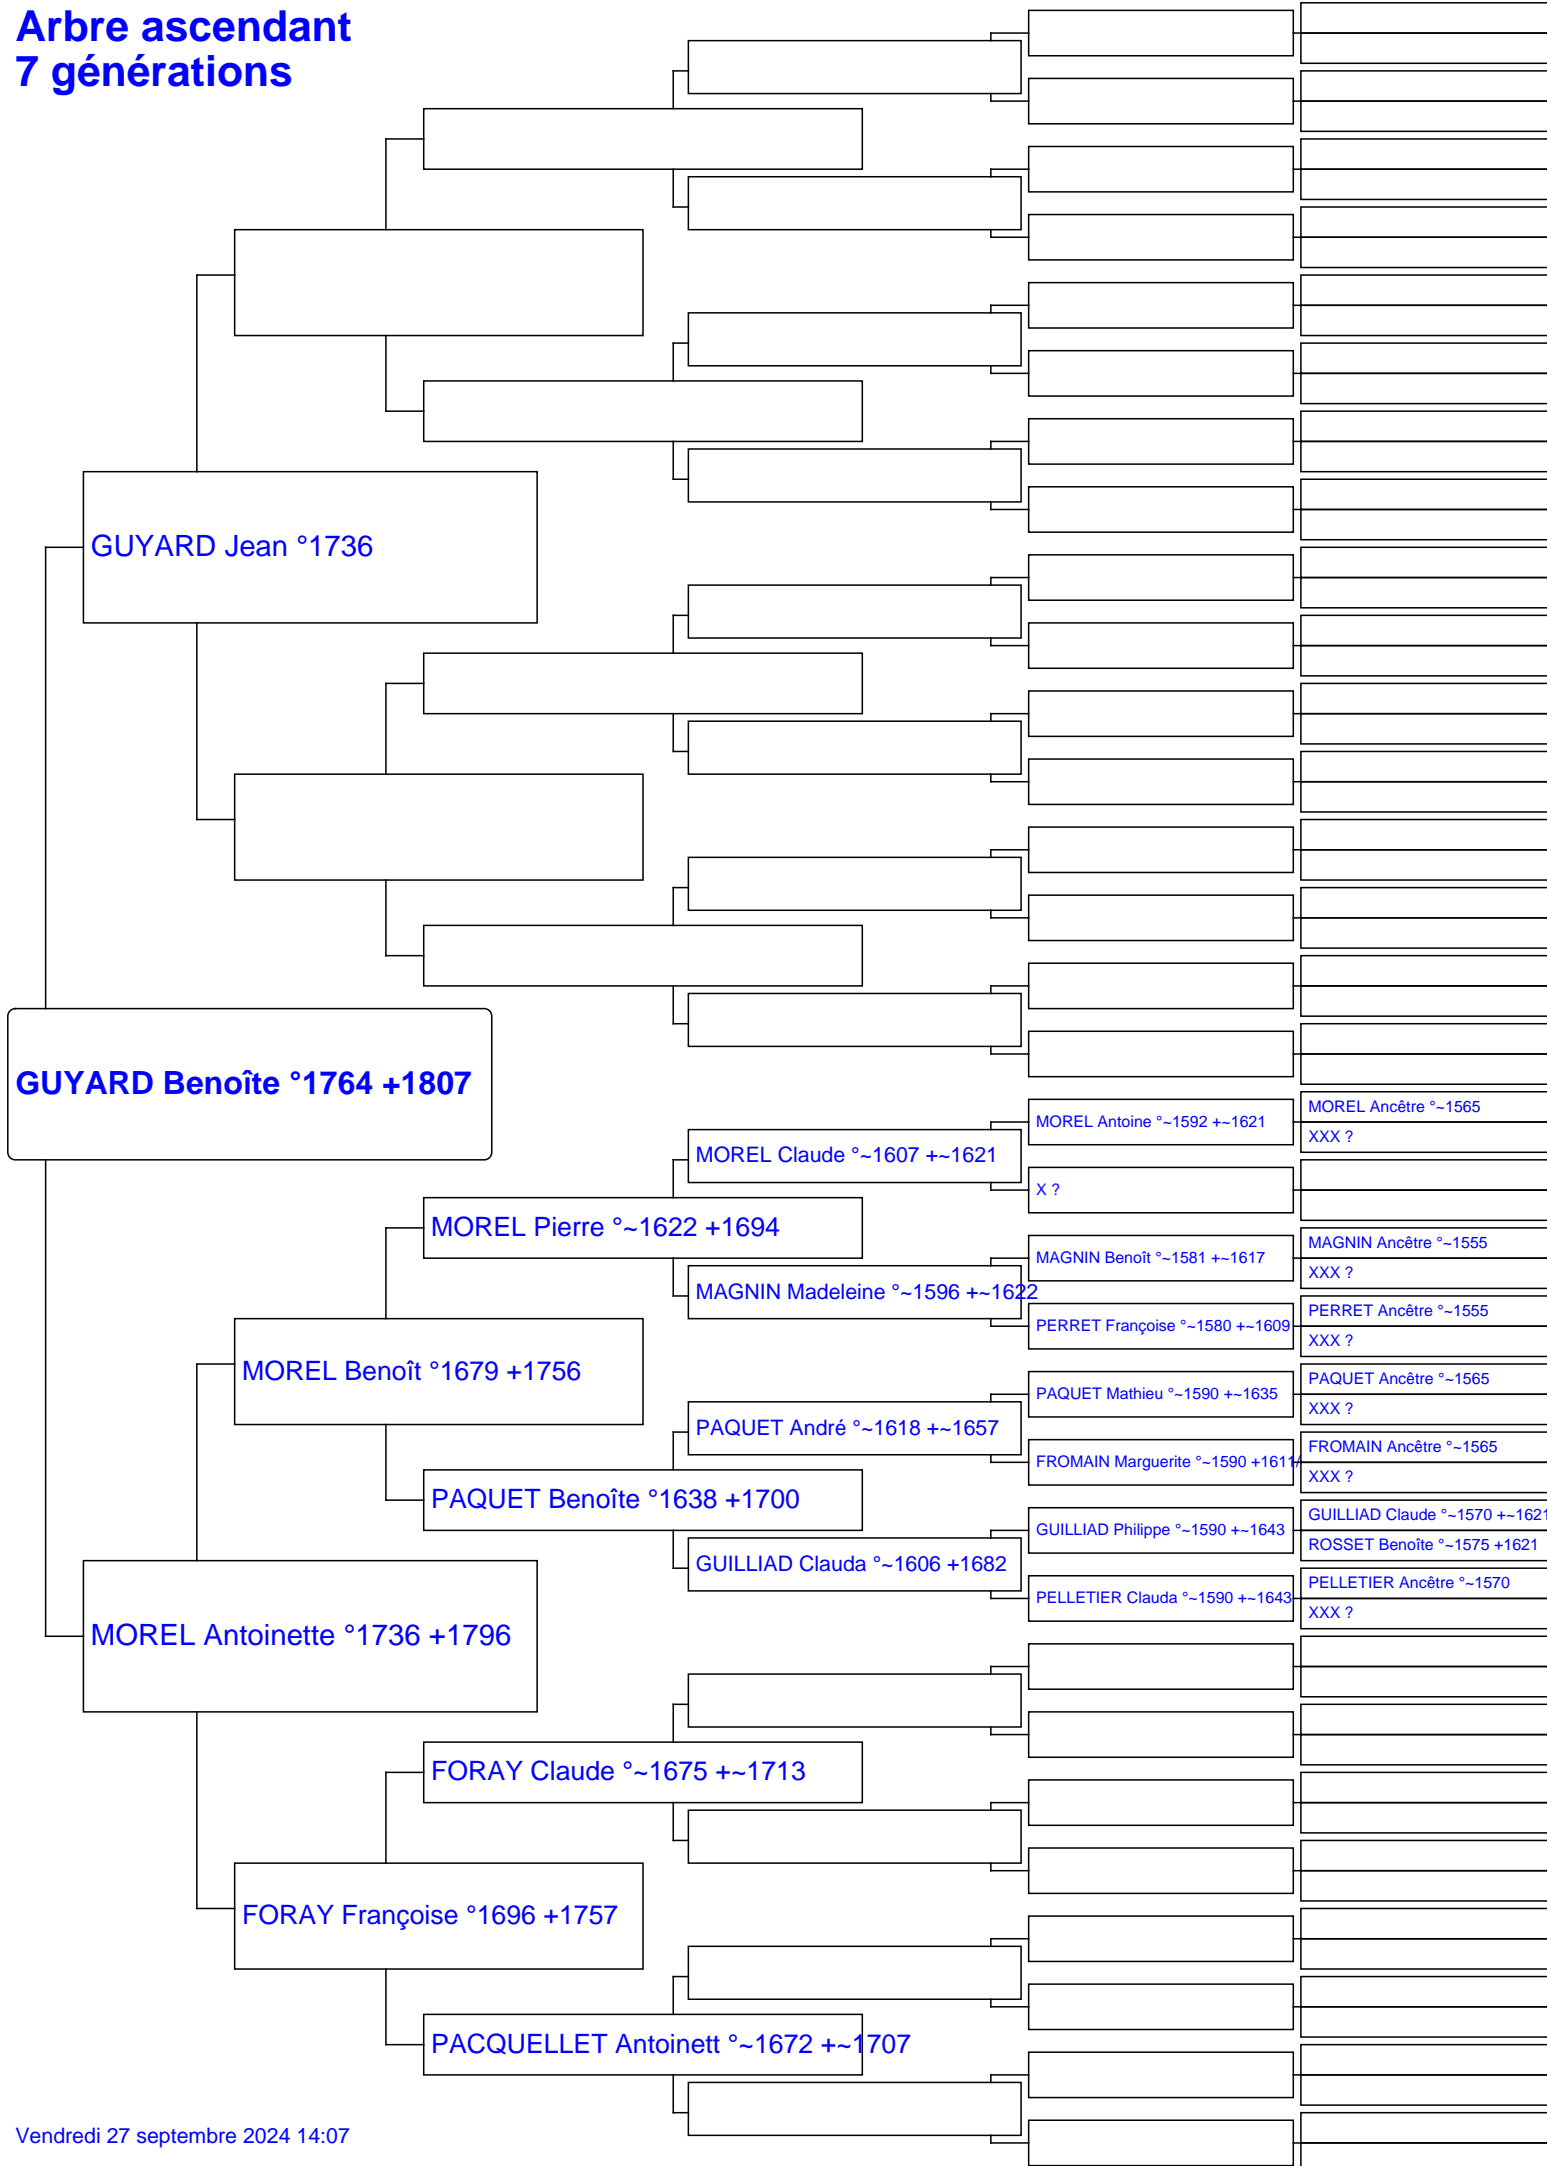 Arbre ascendant
7 générations
GUYARD Jean °1736
GUYARD Benoîte °1764 +1807
MOREL Antoine °~1592 +~1621
MOREL Ancêtre °~1565
XXX ?
MOREL Claude °~1607 +~1621
X ?
MOREL Pierre °~1622 +1694
MAGNIN Benoît °~1581 +~1617
MAGNIN Ancêtre °~1555
XXX ?
MAGNIN Madeleine °~1596 +~1622
PERRET Françoise °~1580 +~1609
PERRET Ancêtre °~1555
XXX ?
MOREL Benoît °1679 +1756
PAQUET Mathieu °~1590 +~1635
PAQUET Ancêtre °~1565
XXX ?
PAQUET André °~1618 +~1657
FROMAIN Marguerite °~1590 +1611/
FROMAIN Ancêtre °~1565
XXX ?
PAQUET Benoîte °1638 +1700
GUILLIAD Philippe °~1590 +~1643
GUILLIAD Claude °~1570 +~1621
ROSSET Benoîte °~1575 +1621
GUILLIAD Clauda °~1606 +1682
PELLETIER Clauda °~1590 +~1643
PELLETIER Ancêtre °~1570
XXX ?
MOREL Antoinette °1736 +1796
FORAY Claude °~1675 +~1713
FORAY Françoise °1696 +1757
PACQUELLET Antoinett °~1672 +~1707
Vendredi 27 septembre 2024 14:07